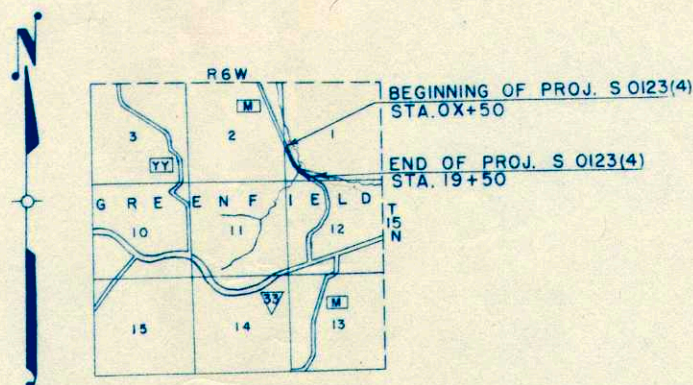 N
R6W
BEGINNING OF PROJ. S 0123(4)
STA. 0X+50
M
3
2
1
YY
END OF PROJ. S 0123(4)
STA. 19+50
GREENFIELD
T
15
N
10
11
12
33
M
15
14
13